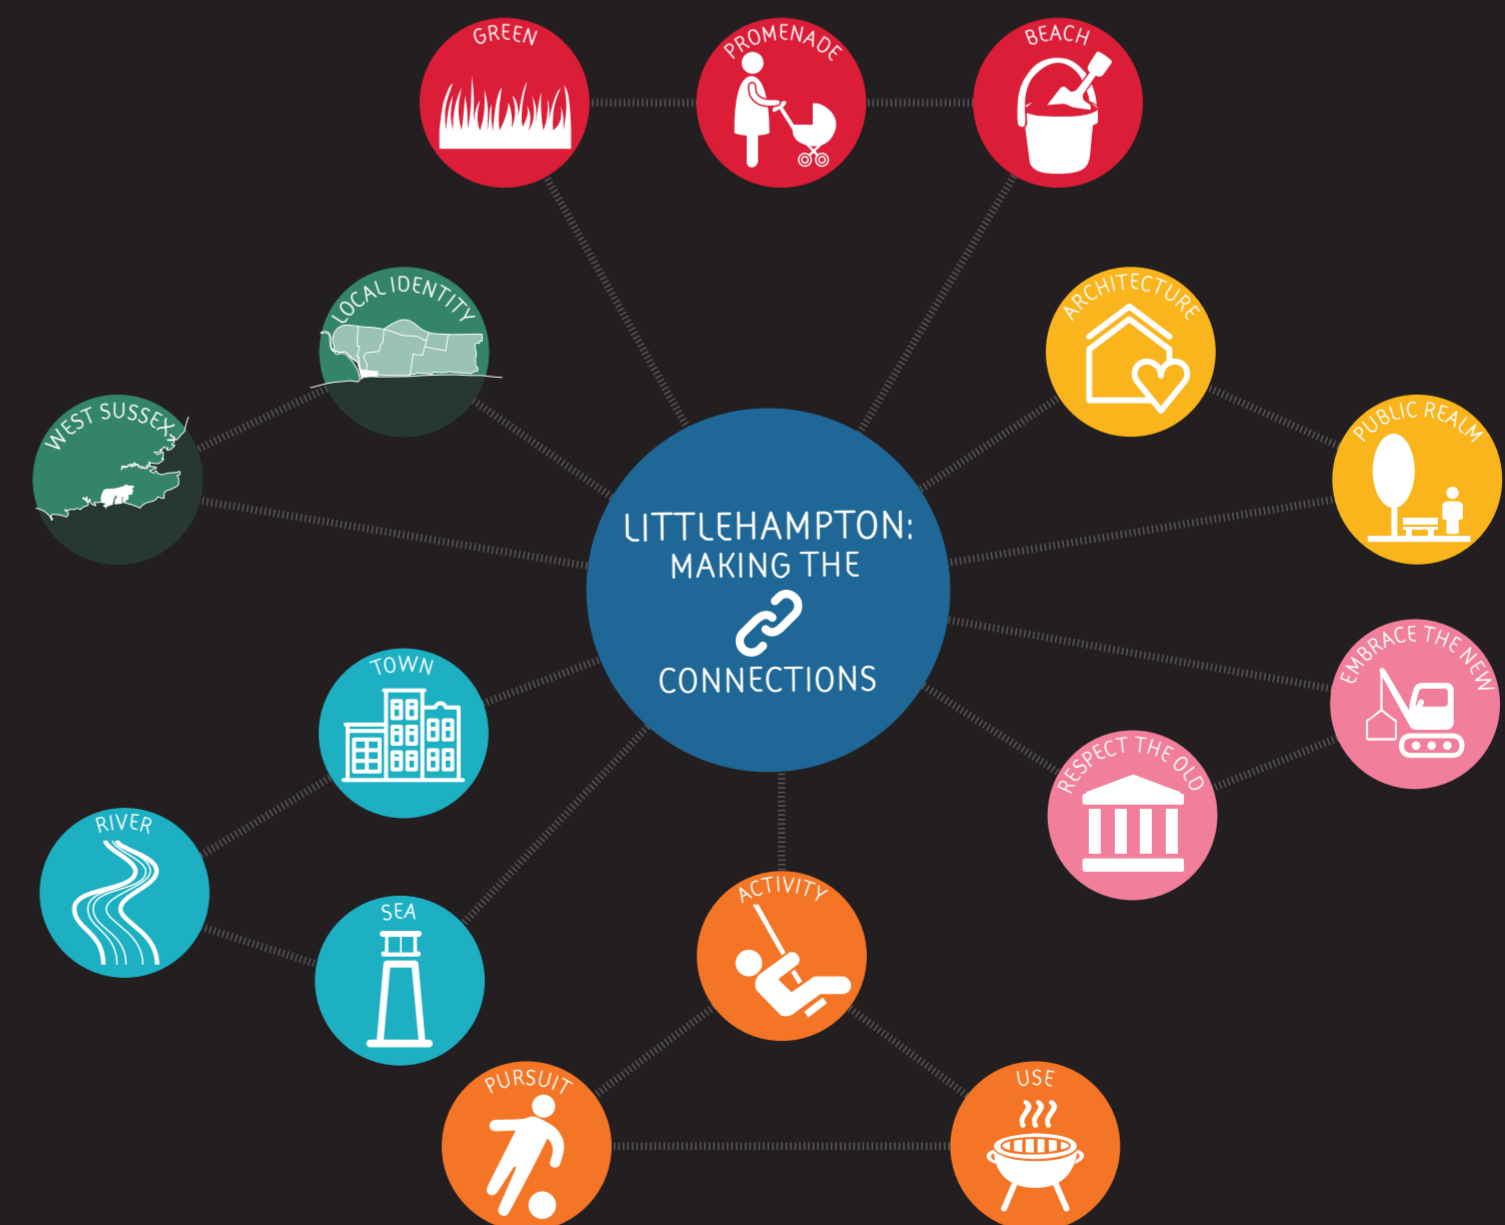 GREEN
PROMENADE
BEACH
LOCAL IDENTITY
ARCHITECTURE
WEST SUSSEX
PUBLIC REALM
LITTLEHAMPTON:
MAKING THE
CONNECTIONS
EMBRACE THE NEW
TOWN
RESPECT THE OLD
RIVER
SEA
ACTIVITY
PURSUIT
USE